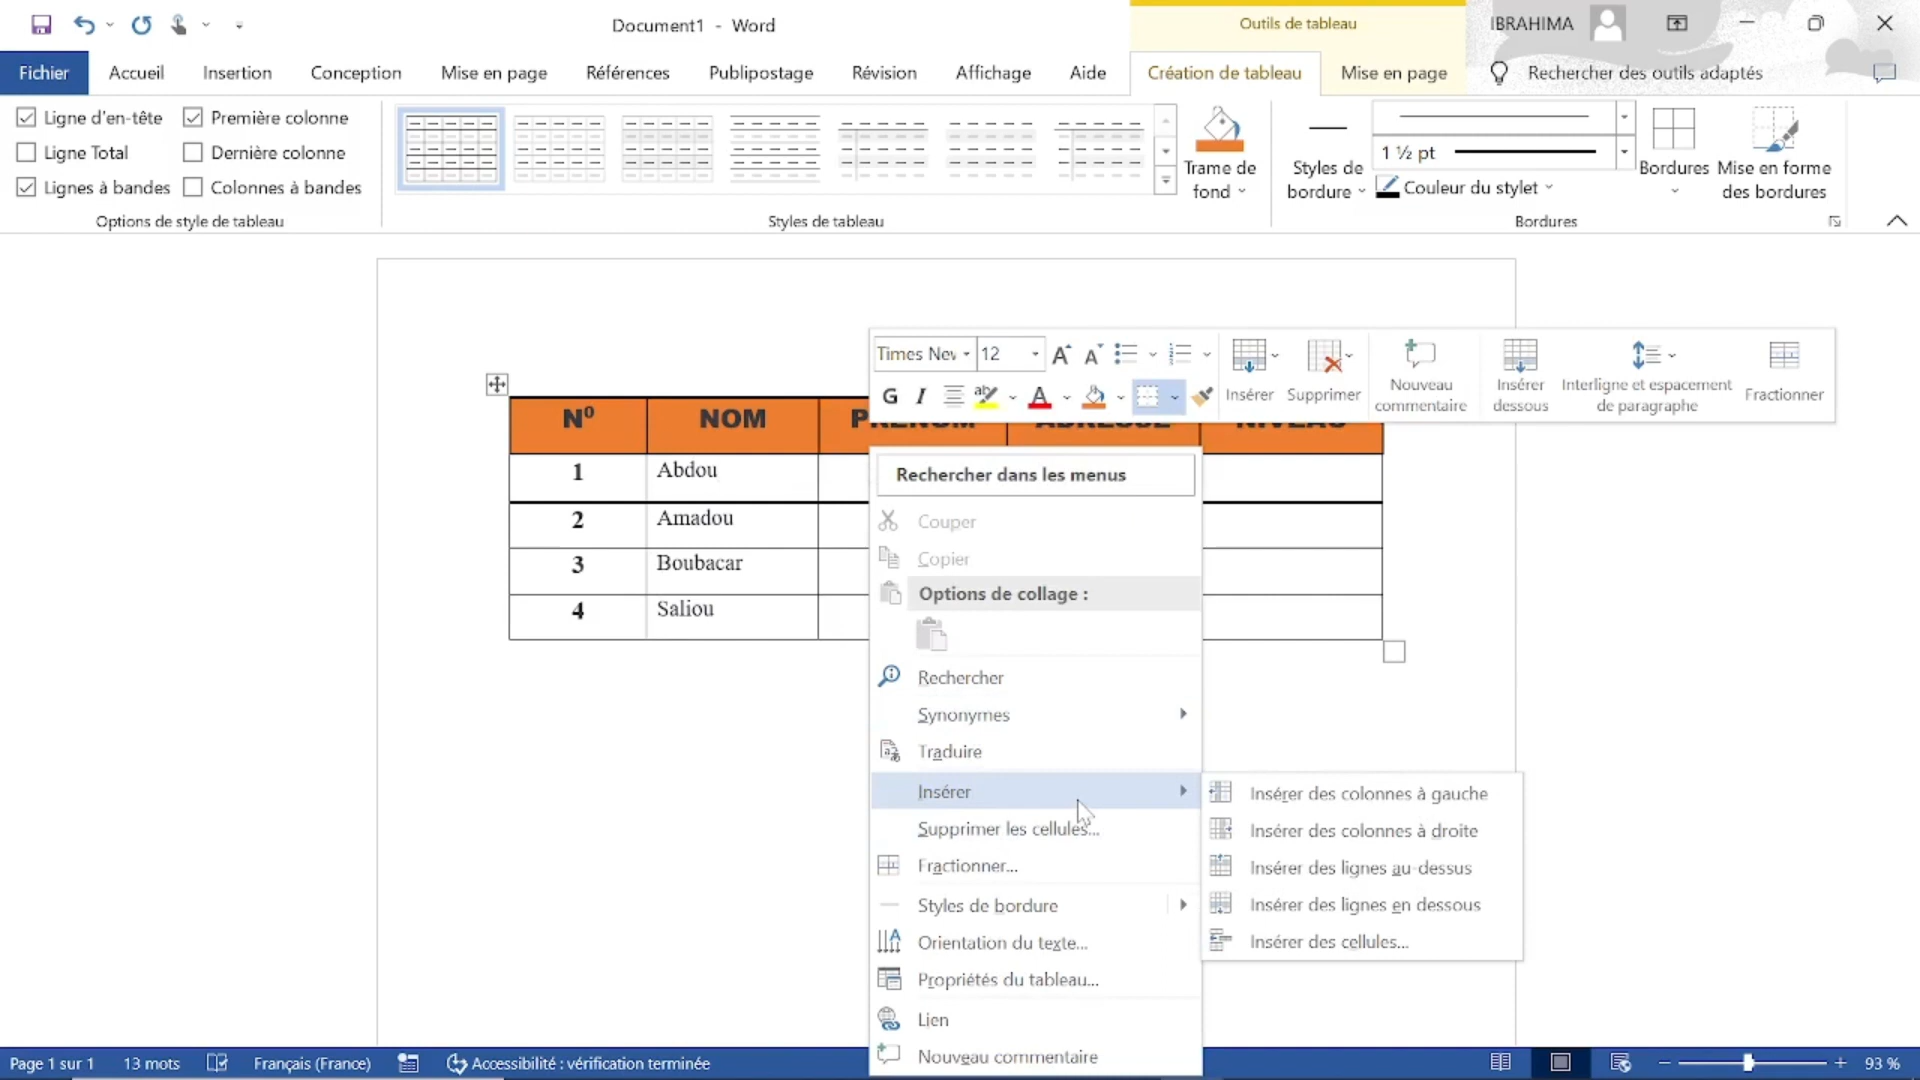 Document1 - Word
Outils de tableau
IBRAHIMA
Fichier
Accueil
Insertion
Conception
Mise en page
Références
Publipostage
Révision
Affichage
Aide
Création de tableau
Mise en page
Rechercher des outils adaptés
Ligne d'en-tête
Première colonne
Ligne Total
Dernière colonne
Lignes à bandes
Colonnes à bandes
Options de style de tableau
Styles de tableau
Trame de
fond
Styles de
bordure
1 ½ pt
Couleur du stylet
Bordures
Mise en forme
des bordures
Bordures
Times Nev
12
G
I
Insérer
Supprimer
Nouveau
commentaire
Insérer
dessous
Interligne et espacement
de paragraphe
Fractionner
N⁰
NOM
PRENOM
ADRESSE
NIVEAU
1
Abdou
2
Amadou
3
Boubacar
4
Saliou
Rechercher dans les menus
Couper
Copier
Options de collage :
Rechercher
Synonymes
Traduire
Insérer
Supprimer les cellules...
Fractionner...
Styles de bordure
Orientation du texte...
Propriétés du tableau...
Lien
Nouveau commentaire
Insérer des colonnes à gauche
Insérer des colonnes à droite
Insérer des lignes au-dessus
Insérer des lignes en dessous
Insérer des cellules...
Page 1 sur 1
13 mots
Français (France)
Accessibilité : vérification terminée
93 %